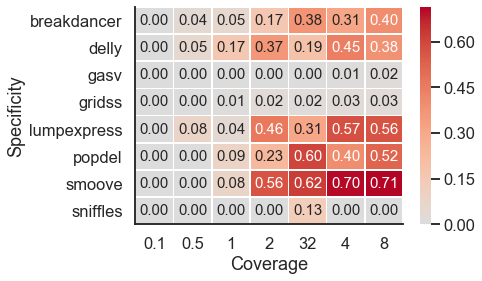 breakdancer 0.00 0.04 0.05 0.17 0.38 0.31 0.40
delly 0.00 0.05 0.17 0.37 0.19 0.45 0.38
gasv 0.00 0.00 0.00 0.00 0.00 0.01 0.02
gridss 0.00 0.00 0.01 0.02 0.02 0.03 0.03
lumpexpress 0.00 0.08 0.04 0.46 0.31 0.57 0.56
popdel 0.00 0.00 0.09 0.23 0.60 0.40 0.52
smoove 0.00 0.00 0.08 0.56 0.62 0.70 0.71
sniffles 0.00 0.00 0.00 0.00 0.13 0.00 0.00
0.1 0.5 1 2 32 4 8
Coverage
Specificity
0.60
0.45
0.30
0.15
0.00